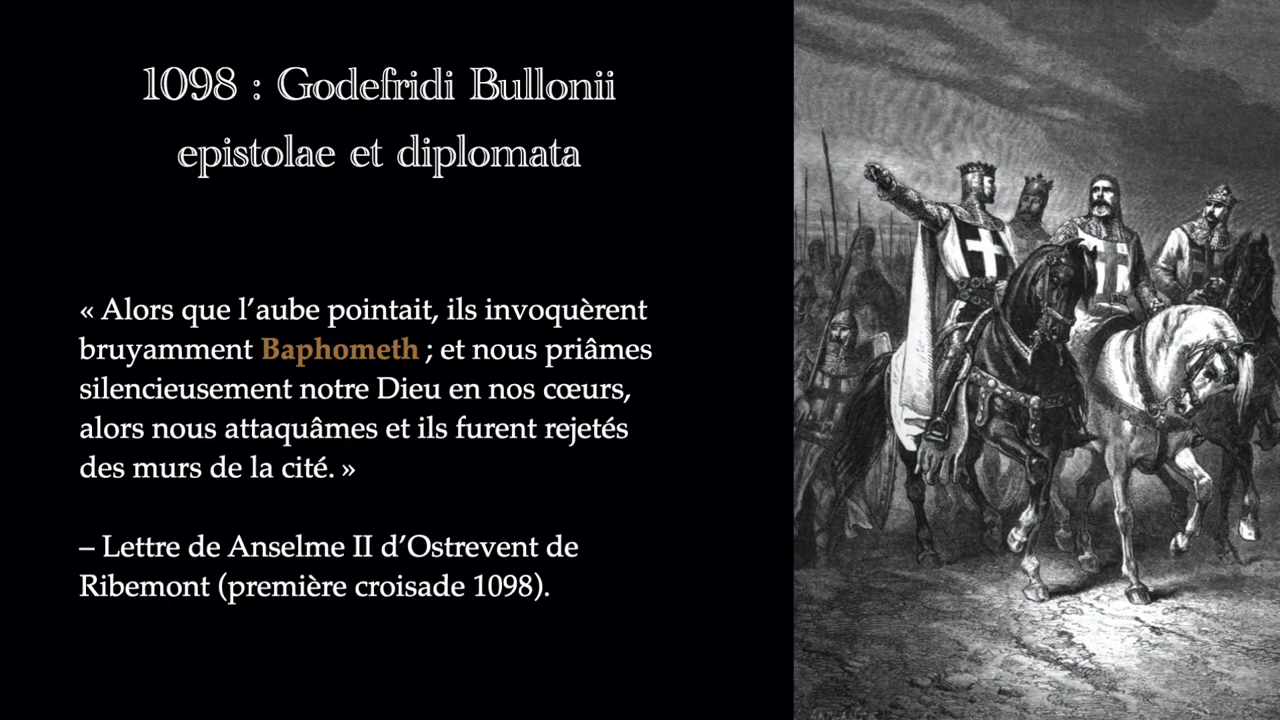 1098 : Godefridi Bullonii
epistolae et diplomata
« Alors que l’aube pointait, ils invoquèrent
bruyamment Baphometh ; et nous priâmes
silencieusement notre Dieu en nos cœurs,
alors nous attaquâmes et ils furent rejetés
des murs de la cité. »
– Lettre de Anselme II d’Ostrevent de
Ribemont (première croisade 1098).